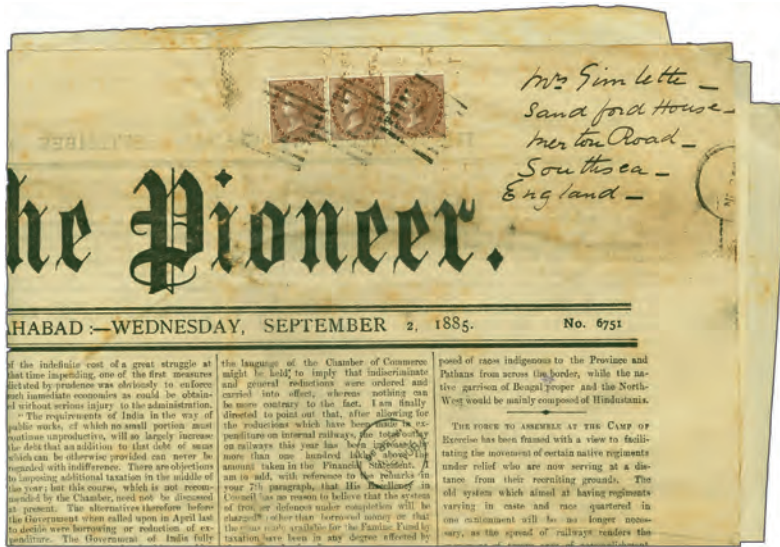 Mrs Gimlette —
Sandford House —
Merton Road —
Southsea —
England —
he Pioneer.
HABAD :—WEDNESDAY, SEPTEMBER 2, 1885.
No. 6751
of the indefinite cost of a great struggle at
that time impending, one of the first measures
dictated by prudence was obviously to enforce
such immediate economies as could be obtain-
ed without serious injury to the administration.
The requirements of India in the way of
public works, of which no small portion must
continue unproductive, will so largely increase
the debt that an addition to that debt of sums
which can be otherwise provided can never be
regarded with indifference. There are objections
to imposing additional taxation in the middle of
the year; but this course, which is not recom-
mended by the Chamber, need not be discussed
at present. The alternatives therefore before
the Government when called upon in April last
to decide were borrowing or reduction of ex-
penditure. The Government of India fully
the language of the Chamber of Commerce
might be held, to imply that indiscriminate
and general reductions were ordered and
carried into effect, whereas nothing can
be more contrary to the fact. I am finally
directed to point out that, after allowing for
the reductions which have been made in ex-
penditure on internal railways, the total outlay
on railways this year has been increased by
more than one hundred lakhs above the
amount taken in the Financial Statement. I
am to add, with reference to the remarks in
your 7th paragraph, that His Excellency in
Council has no reason to believe that the system
of defences under completion will be
charged rather than borrowed money or that
the available for the Famine Fund by
taxation have been in any degree affected by
posed of races indigenous to the Province and
Pathans from across the border, while the na-
tive garrison of Bengal proper and the North-
West would be mainly composed of Hindustanis.
THE FORCE TO ASSEMBLE AT THE CAMP OF
Exercise has been framed with a view to facili-
tating the movement of certain native regiments
under relief who are now serving at a dis-
tance from their recruiting grounds. The
old system which aimed at having regiments
varying in caste and race quartered in
one cantonment will be no longer neces-
sary, as the spread of railways renders the